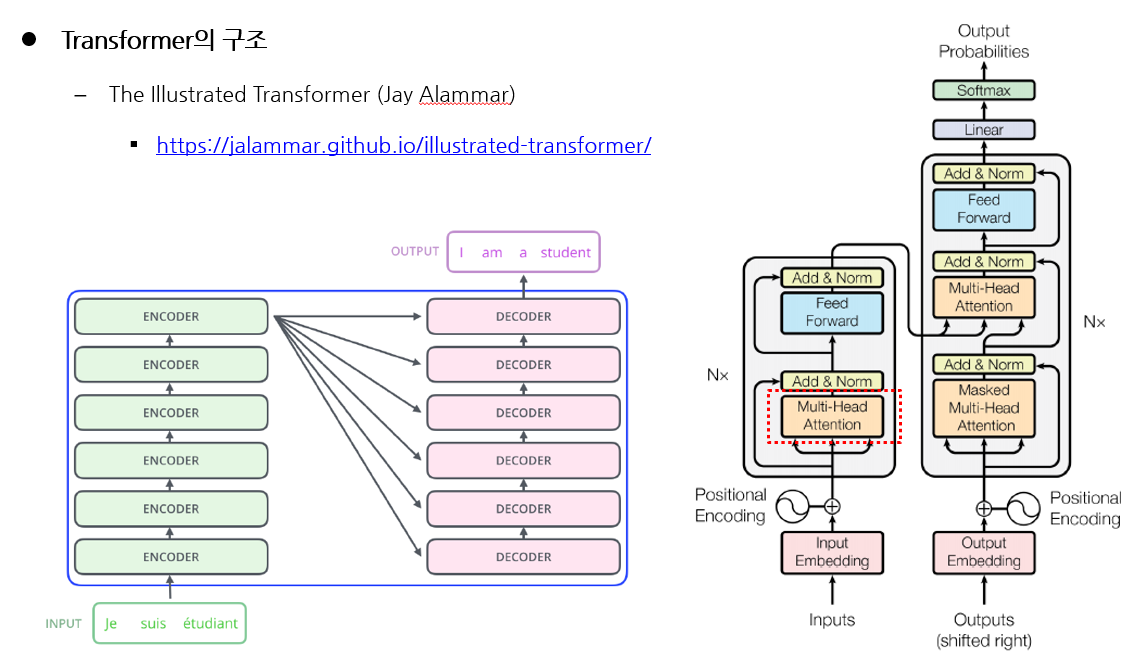 ● Transformer의 구조
– The Illustrated Transformer (Jay Alammar)
▪ https://jalammar.github.io/illustrated-transformer/
OUTPUT
I am a student
ENCODER
ENCODER
ENCODER
ENCODER
ENCODER
ENCODER
DECODER
DECODER
DECODER
DECODER
DECODER
DECODER
INPUT
Je suis étudiant
Output
Probabilities
Softmax
Linear
Add & Norm
Feed
Forward
Add & Norm
Multi-Head
Attention
Add & Norm
Masked
Multi-Head
Attention
N×
Positional
Encoding
Output
Embedding
Outputs
(shifted right)
Add & Norm
Feed
Forward
Add & Norm
Multi-Head
Attention
N×
Positional
Encoding
Input
Embedding
Inputs